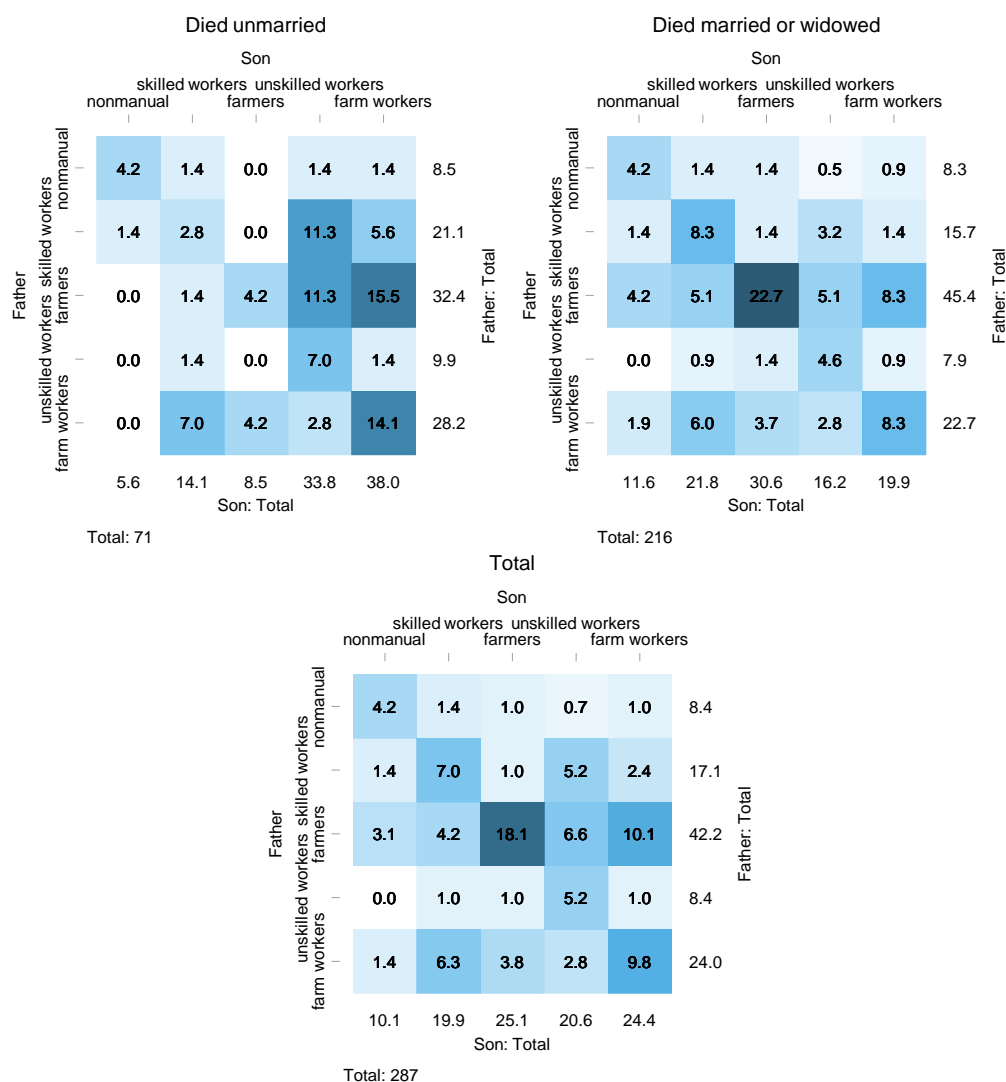 Died unmarried
Son
skilled workers unskilled workers
nonmanual farmers farm workers
Father
nonmanual 4.2 1.4 0.0 1.4 1.4 8.5
skilled workers 1.4 2.8 0.0 11.3 5.6 21.1
farmers 0.0 1.4 4.2 11.3 15.5 32.4
unskilled workers 0.0 1.4 0.0 7.0 1.4 9.9
farm workers 0.0 7.0 4.2 2.8 14.1 28.2
Father: Total
5.6 14.1 8.5 33.8 38.0
Son: Total
Total: 71
Died married or widowed
Son
skilled workers unskilled workers
nonmanual farmers farm workers
Father
nonmanual 4.2 1.4 1.4 0.5 0.9 8.3
skilled workers 1.4 8.3 1.4 3.2 1.4 15.7
farmers 4.2 5.1 22.7 5.1 8.3 45.4
unskilled workers 0.0 0.9 1.4 4.6 0.9 7.9
farm workers 1.9 6.0 3.7 2.8 8.3 22.7
Father: Total
11.6 21.8 30.6 16.2 19.9
Son: Total
Total: 216
Total
Son
skilled workers unskilled workers
nonmanual farmers farm workers
Father
nonmanual 4.2 1.4 1.0 0.7 1.0 8.4
skilled workers 1.4 7.0 1.0 5.2 2.4 17.1
farmers 3.1 4.2 18.1 6.6 10.1 42.2
unskilled workers 0.0 1.0 1.0 5.2 1.0 8.4
farm workers 1.4 6.3 3.8 2.8 9.8 24.0
Father: Total
10.1 19.9 25.1 20.6 24.4
Son: Total
Total: 287